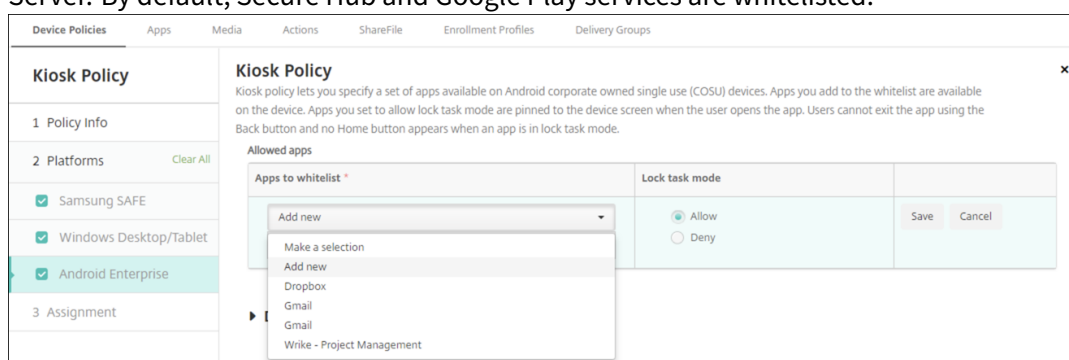 Server. By default, Secure Hub and Google Play services are whitelisted.
Device Policies Apps Media Actions ShareFile Enrollment Profiles Delivery Groups
Kiosk Policy
1 Policy Info
2 Platforms Clear All
Samsung SAFE
Windows Desktop/Tablet
Android Enterprise
3 Assignment
Kiosk Policy
Kiosk policy lets you specify a set of apps available on Android corporate owned single use (COSU) devices. Apps you add to the whitelist are available
on the device. Apps you set to allow lock task mode are pinned to the device screen when the user opens the app. Users cannot exit the app using the
Back button and no Home button appears when an app is in lock task mode.
Allowed apps
Apps to whitelist * Lock task mode
Add new Allow Save Cancel
Deny
Make a selection
Add new
Dropbox
Gmail
Gmail
Wrike - Project Management